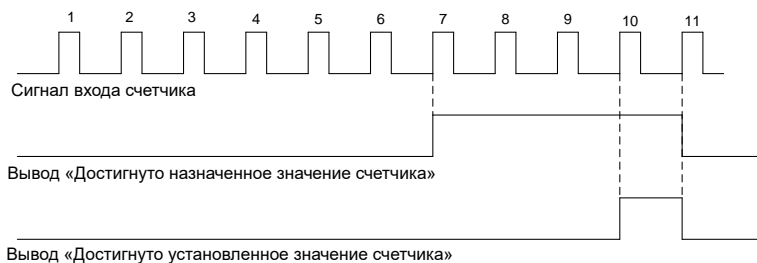 1 2 3 4 5 6 7 8 9 10 11
Сигнал входа счетчика
Вывод «Достигнуто назначенное значение счетчика»
Вывод «Достигнуто установленное значение счетчика»